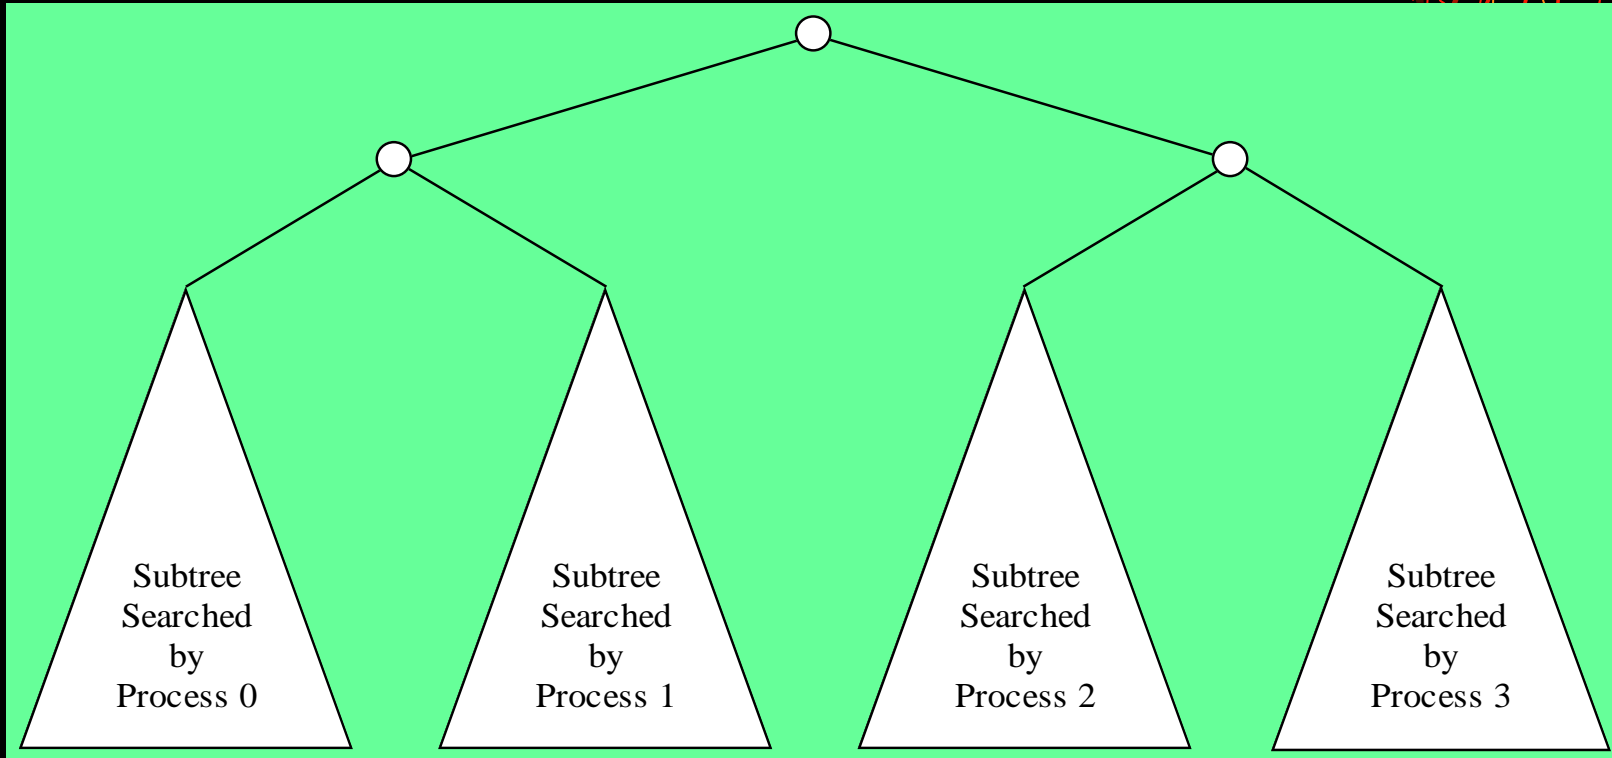 Subtree
Searched
by
Process 0
Subtree
Searched
by
Process 1
Subtree
Searched
by
Process 2
Subtree
Searched
by
Process 3